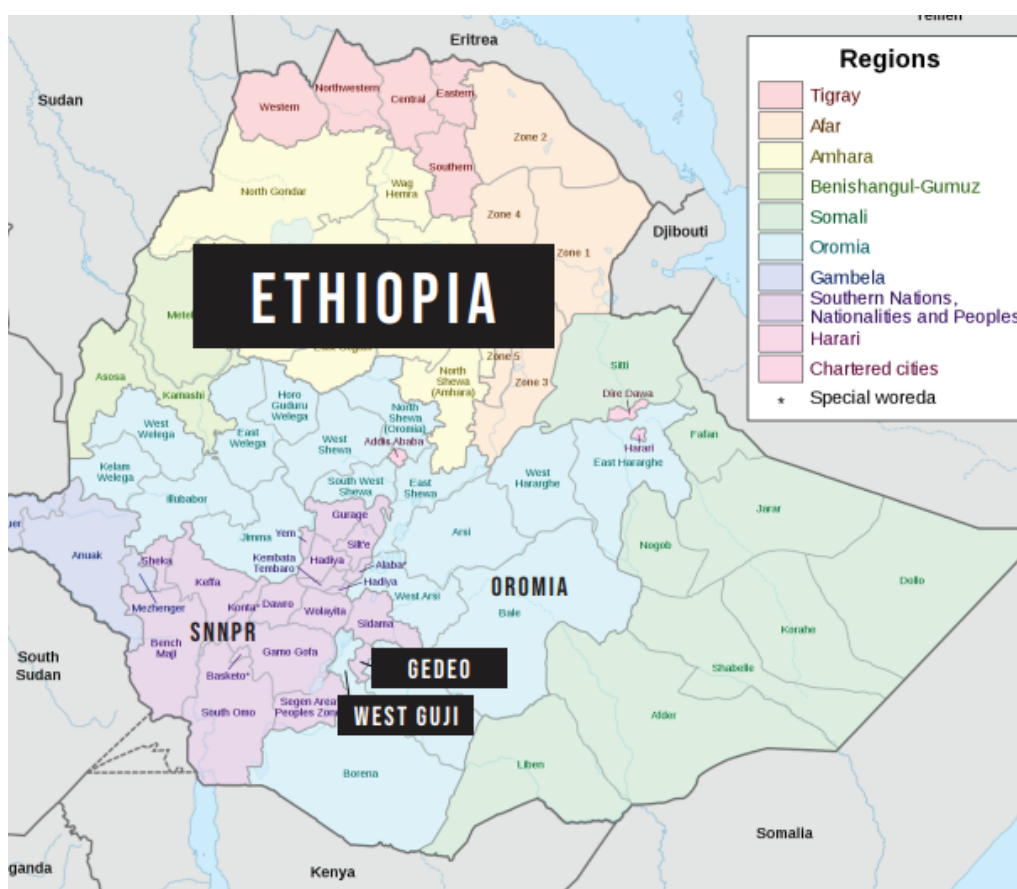 Yemen
Eritrea
Sudan
Regions
Tigray
Afar
Amhara
Benishangul-Gumuz
Somali
Oromia
Gambela
Southern Nations,
Nationalities and Peoples
Harari
Chartered cities
* Special woreda
Western
Northwestern
Central
Eastern
Southern
Zone 2
North Gondar
Wag
Hemra
Zone 4
Djibouti
Zone 1
ETHIOPIA
Zone 5
Zone 3
North
Shewa
(Amhara)
Sitti
Asosa
Kamashi
Dire Dawa
Horo
Guduru
Welega
North
Shewa
(Oromia)
West
Welega
East
Welega
West
Shewa
Addis Ababa
Fafan
Harari
East Hararghe
Kelam
Welega
South West
Shewa
East
Shewa
West
Hararghe
Illubabor
Gurage
Jarar
Jimma
Yem
Silt'e
Arsi
Nogob
Anuak
Sheka
Kembata
Tembaro
Hadiya
Alaba*
Hadiya
Keffa
West Arsi
OROMIA
Dollo
Mezhenger
Konta*
Dawro
Wolayita
Sidama
Bale
Korahe
SNNPR
Bench
Maji
Gamo Gofa
South
Sudan
Basketo*
GEDEO
Shabelle
Segen Area
Peoples Zone
WEST GUJI
South Omo
Afder
Liben
Borena
Somalia
Kenya